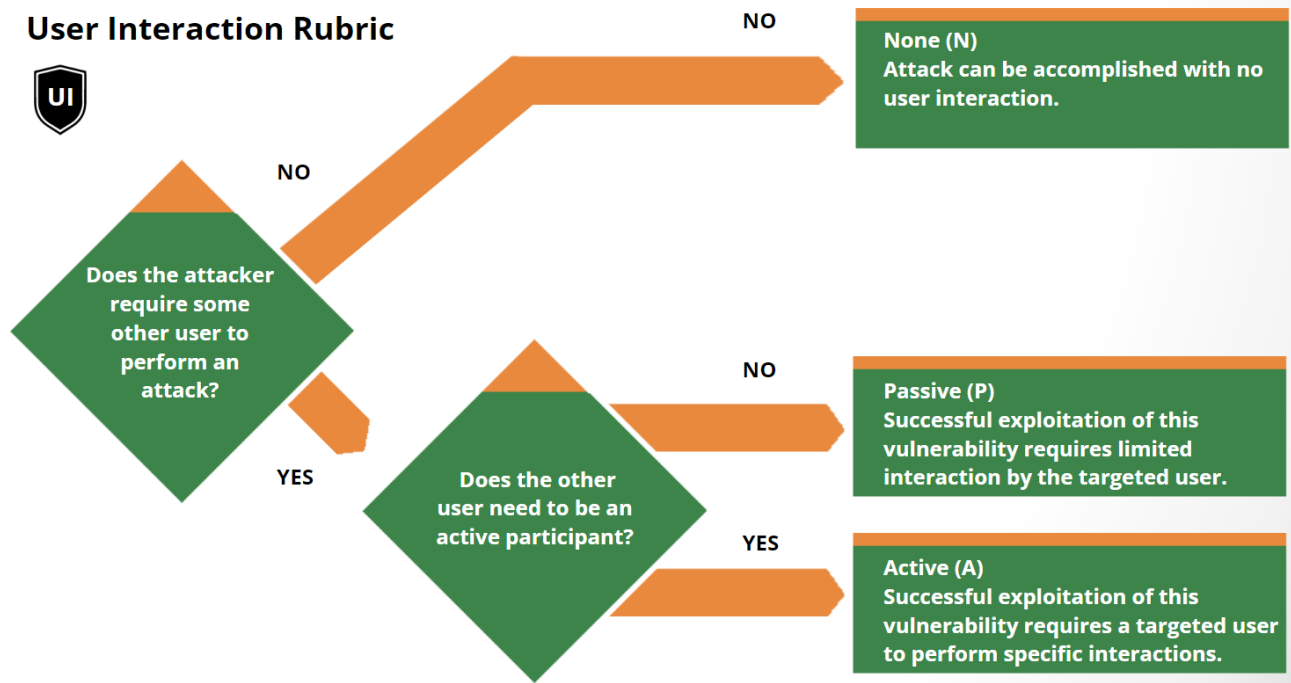 User Interaction Rubric
UI
NO
NO
None (N)
Attack can be accomplished with no
user interaction.
Does the attacker
require some
other user to
perform an
attack?
YES
Does the other
user need to be an
active participant?
NO
Passive (P)
Successful exploitation of this
vulnerability requires limited
interaction by the targeted user.
YES
Active (A)
Successful exploitation of this
vulnerability requires a targeted user
to perform specific interactions.